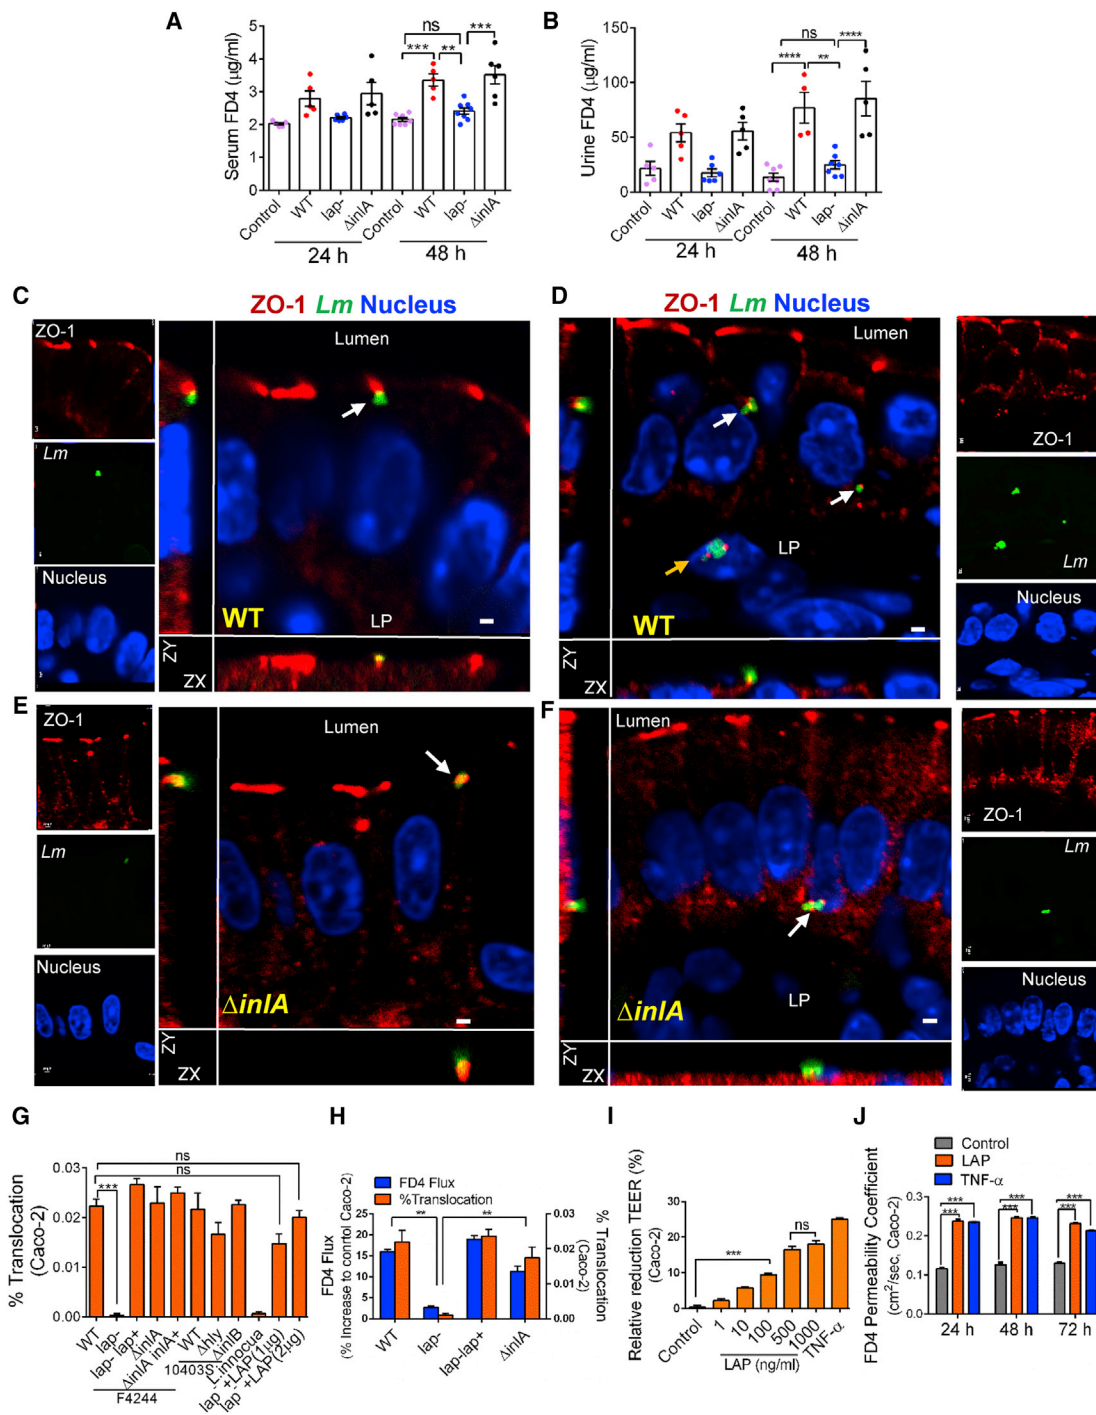 A
Serum FD4 (µg/ml)
5
4
3
2
1
0
ns
***
**
***
Control
WT
lap-
ΔinlA
Control
WT
lap-
ΔinlA
24 h
48 h
B
Urine FD4 (µg/ml)
150
100
50
0
ns
****
****
**
Control
WT
lap-
ΔinlA
Control
WT
lap-
ΔinlA
24 h
48 h
C
ZO-1 Lm Nucleus
ZO-1
Lm
Nucleus
Lumen
WT
LP
ZY
ZX
D
ZO-1 Lm Nucleus
Lumen
LP
WT
ZY
ZX
ZO-1
Lm
Nucleus
E
ZO-1
Lm
Nucleus
Lumen
ΔinlA
ZY
ZX
F
Lumen
LP
ΔinlA
ZY
ZX
ZO-1
Lm
Nucleus
G
% Translocation
(Caco-2)
0.03
0.02
0.01
0.00
ns
ns
***
WT
lap-
lap- lap+
ΔinlA
ΔinlA inlA+
WT
Δhly
ΔinlB
L.innocua
lap-+LAP(1µg)
lap-+LAP(2µg)
F4244
10403S
H
FD4 Flux
(% Increase to control Caco-2)
FD4 Flux
%Translocation
40
30
20
10
0
**
**
0.03
0.02
0.01
0.00
% Translocation
(Caco-2)
WT
lap-
lap-lap+
ΔinlA
I
Relative reduction TEER (%)
(Caco-2)
30
20
10
0
***
ns
Control
1
10
100
500
1000
TNF-α
LAP (ng/ml)
J
Control
LAP
TNF-α
FD4 Permeability Coefficient
(cm²/sec, Caco-2)
0.3
0.2
0.1
0.0
***
***
***
***
***
***
24 h
48 h
72 h